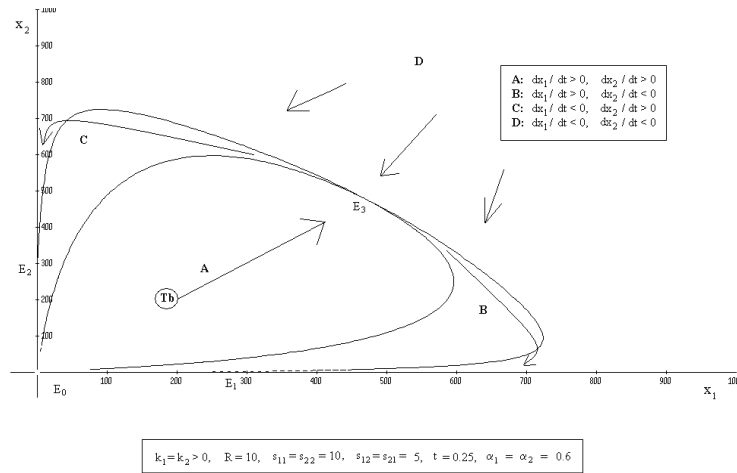 X₂
1000
900
800
700
600
500
400
300
200
100
D
C
E₃
A
Tb
B
E₂
E₁
E₀
100 200 300 400 500 600 700 800 900 100
X₁
A: dx₁ / dt > 0, dx₂ / dt > 0
B: dx₁ / dt > 0, dx₂ / dt < 0
C: dx₁ / dt < 0, dx₂ / dt > 0
D: dx₁ / dt < 0, dx₂ / dt < 0
k₁ = k₂ > 0, R = 10, s₁₁ = s₂₂ = 10, s₁₂ = s₂₁ = 5, t = 0.25, α₁ = α₂ = 0.6